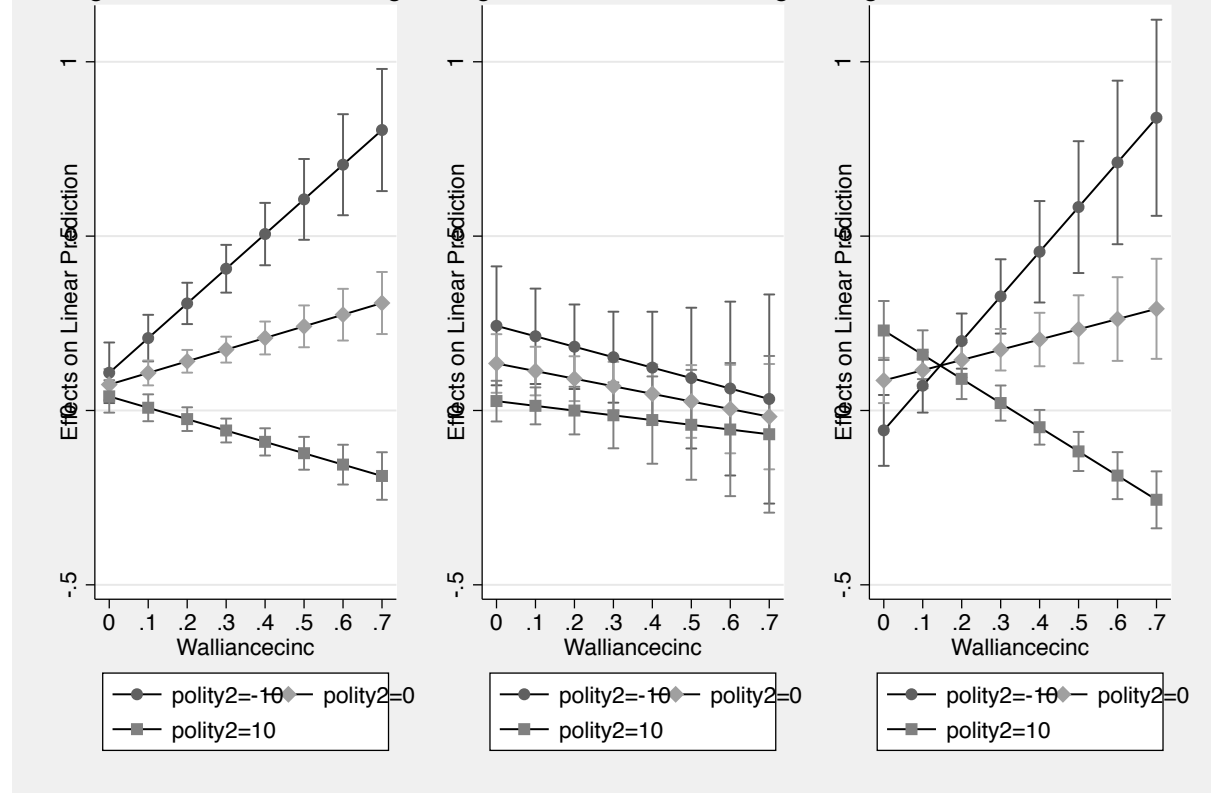 Effects on Linear Prediction
1
.5
0
-.5
0 .1 .2 .3 .4 .5 .6 .7
Walliancecinc
polity2=-10 polity2=0
polity2=10
Effects on Linear Prediction
1
.5
0
-.5
0 .1 .2 .3 .4 .5 .6 .7
Walliancecinc
polity2=-10 polity2=0
polity2=10
Effects on Linear Prediction
1
.5
0
-.5
0 .1 .2 .3 .4 .5 .6 .7
Walliancecinc
polity2=-10 polity2=0
polity2=10